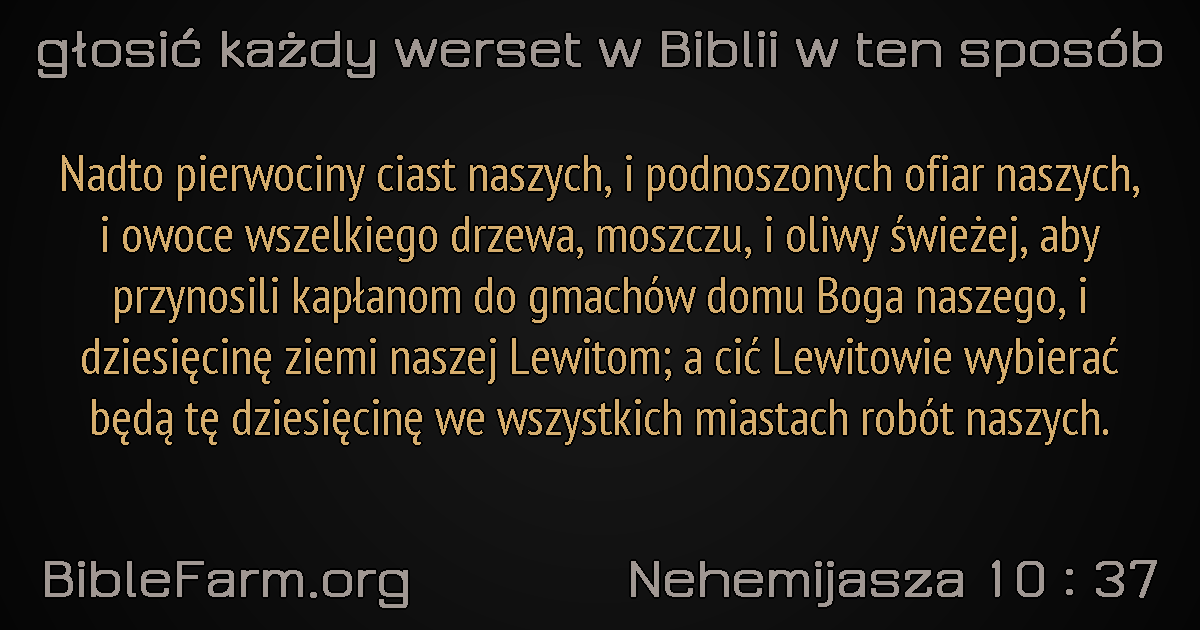 głosić każdy werset w Biblii w ten sposób
Nadto pierwociny ciast naszych, i podnoszonych ofiar naszych,
i owoce wszelkiego drzewa, moszczu, i oliwy świeżej, aby
przynosili kapłanom do gmachów domu Boga naszego, i
dziesięcinę ziemi naszej Lewitom; a cić Lewitowie wybierać
będą tę dziesięcinę we wszystkich miastach robót naszych.
BibleFarm.org
Nehemijasza 10 : 37